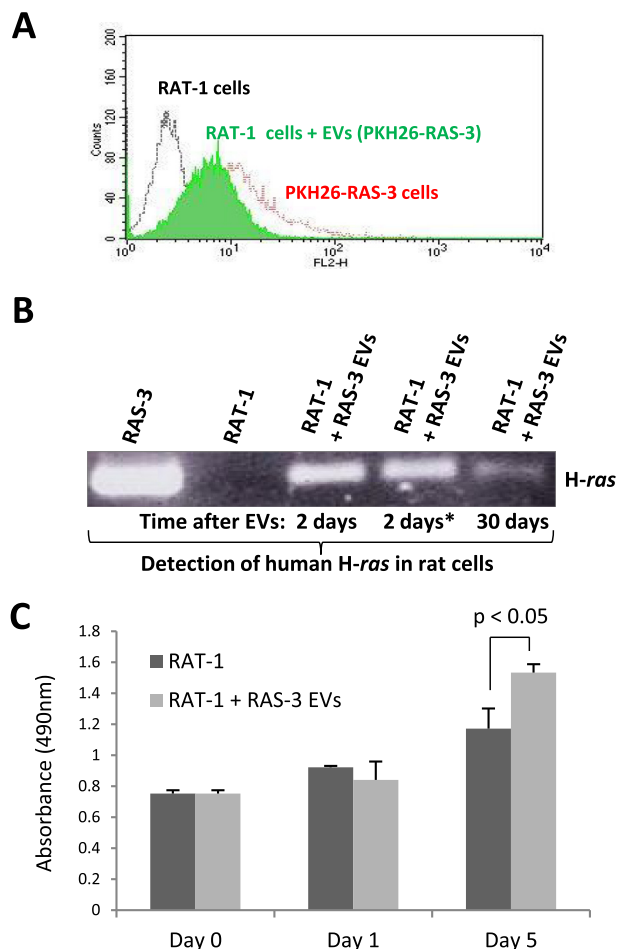 A
200
160
120
80
40
0
Counts
RAT-1 cells
RAT-1 cells + EVs (PKH26-RAS-3)
PKH26-RAS-3 cells
10^0 10^1 10^2 10^3 10^4
FL2-H
B
RAS-3
RAT-1
RAT-1
+ RAS-3 EVs
RAT-1
+ RAS-3 EVs
RAT-1
+ RAS-3 EVs
H-ras
Time after EVs: 2 days 2 days* 30 days
Detection of human H-ras in rat cells
C
p < 0.05
1.8
1.6
1.4
1.2
1
0.8
0.6
0.4
0.2
0
Absorbance (490nm)
RAT-1
RAT-1 + RAS-3 EVs
Day 0 Day 1 Day 5